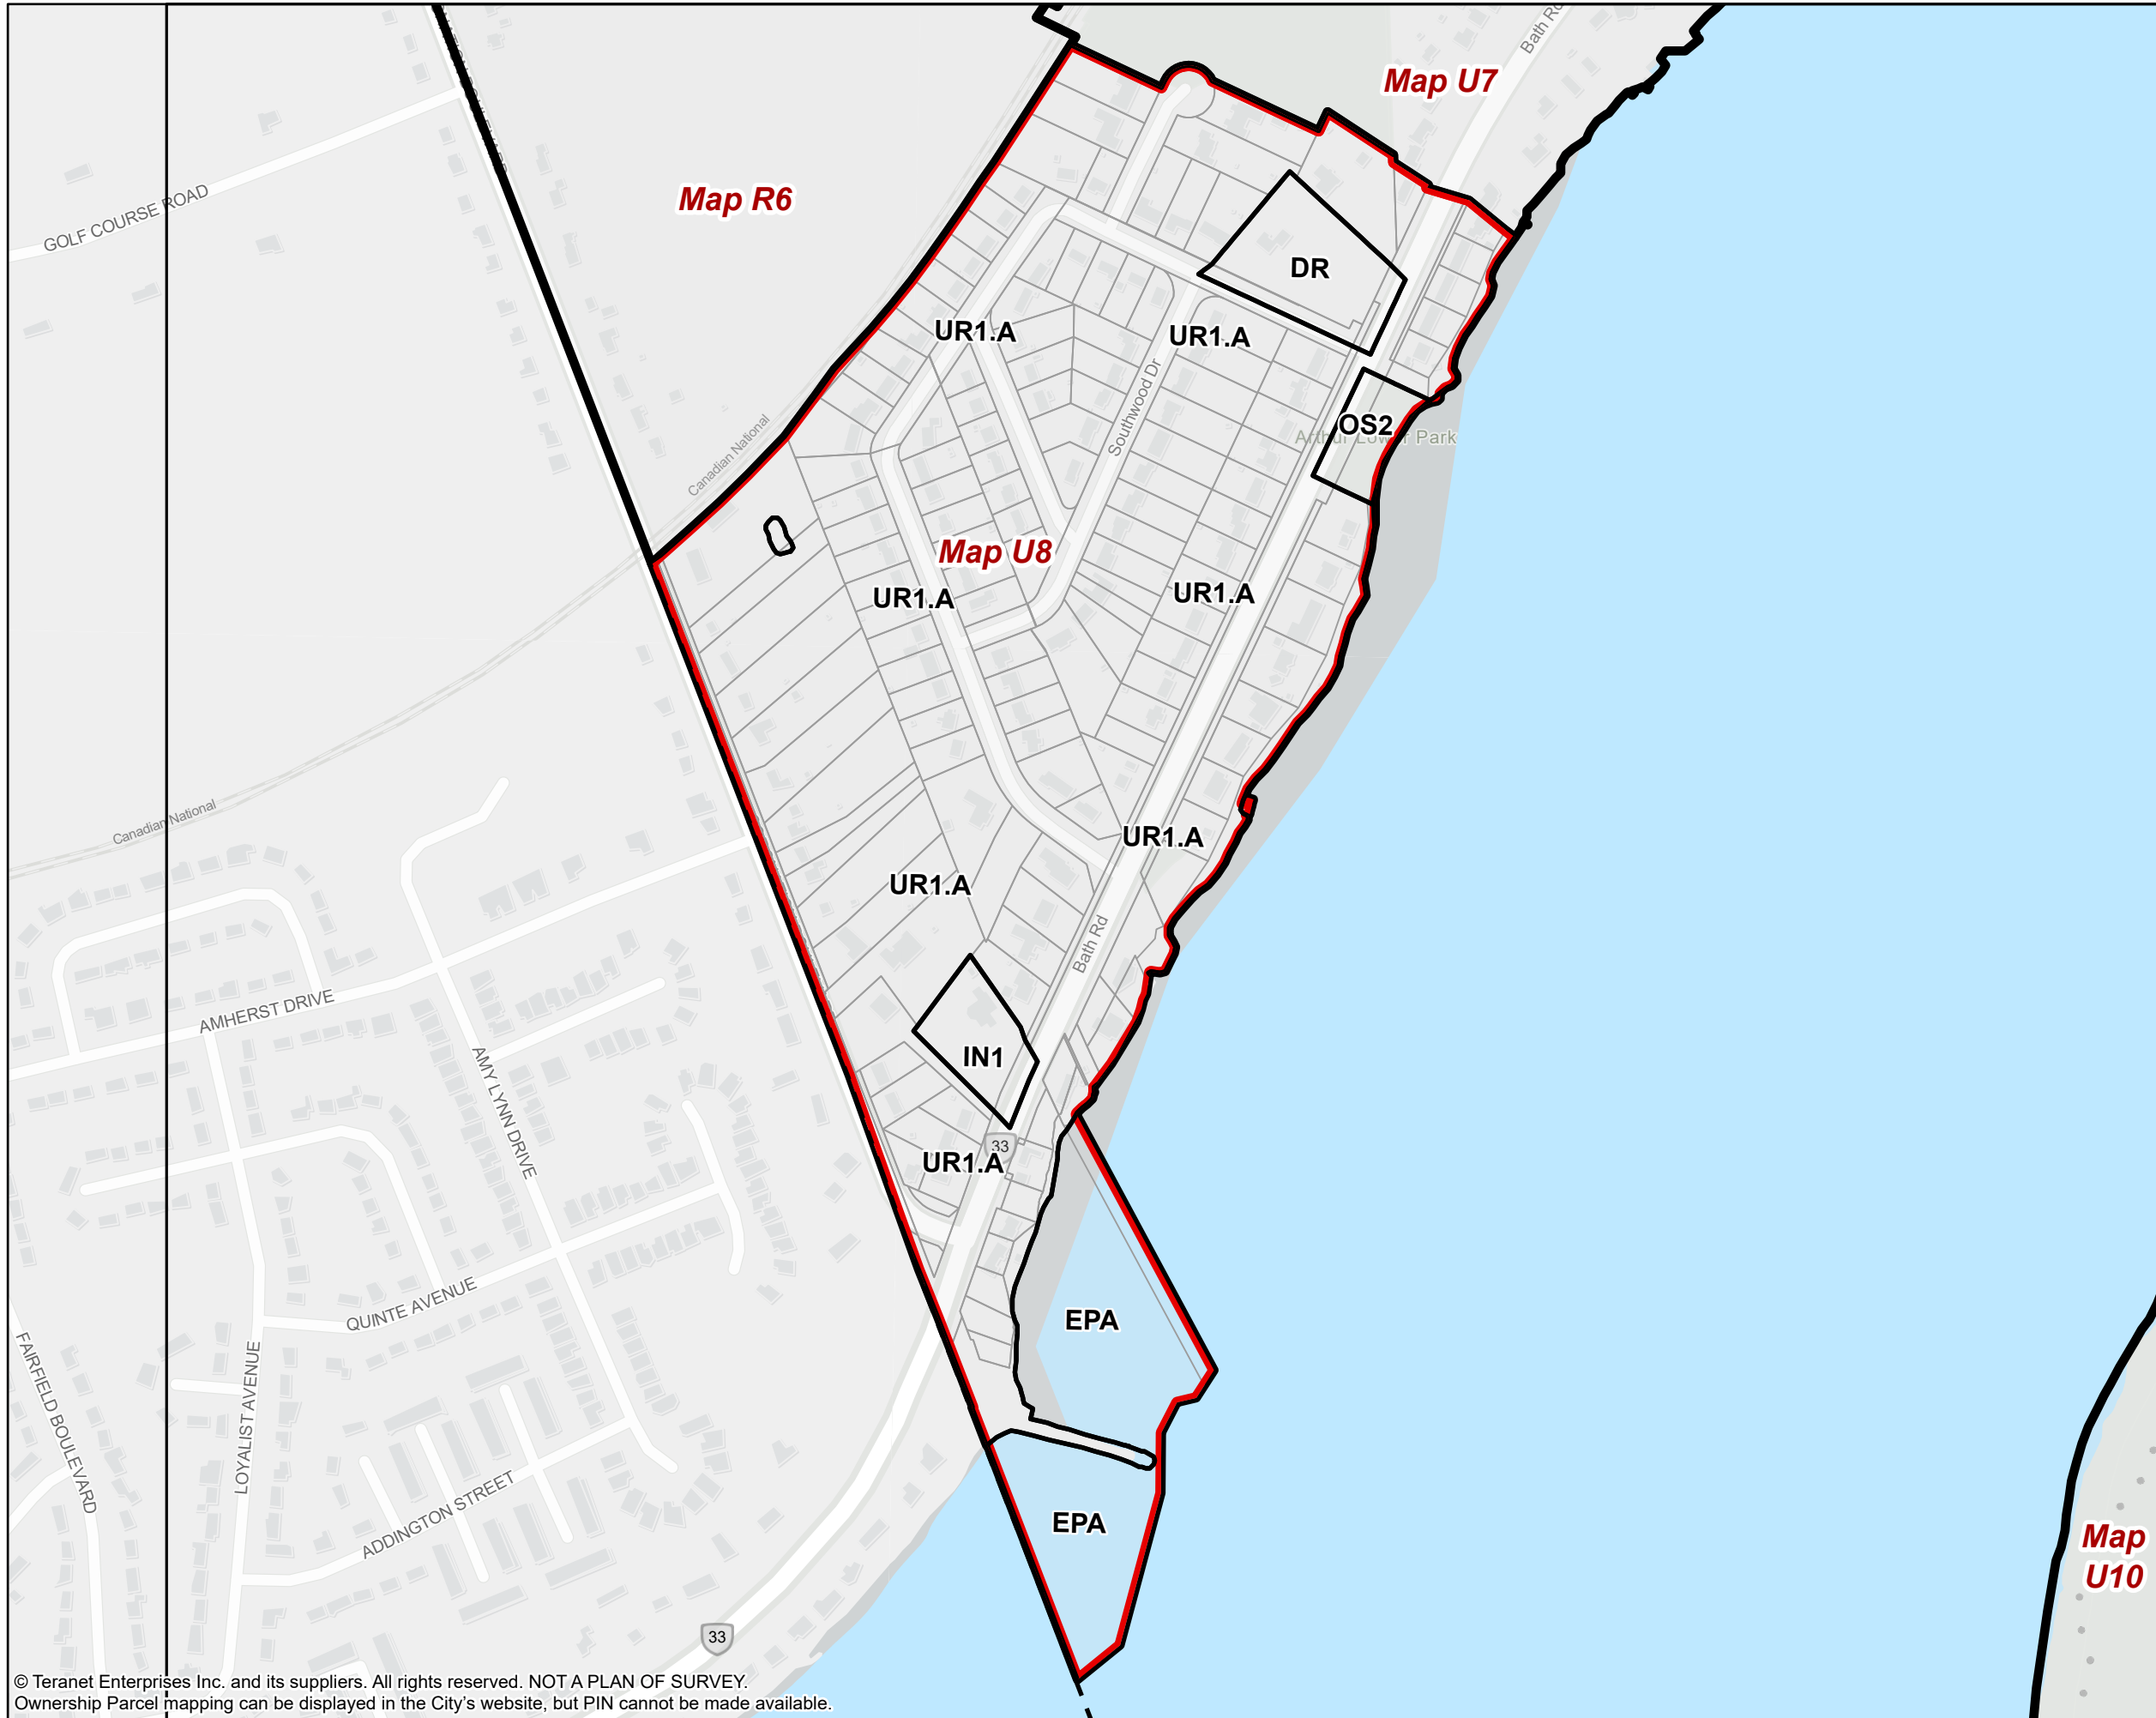 Bath Rd
Map U7
Map R6
GOLF COURSE ROAD
DR
UR1.A
UR1.A
Southwood Dr
OS2
Arthur Lower Park
Canadian National
Map U8
UR1.A
UR1.A
Canadian National
UR1.A
UR1.A
Bath Rd
AMHERST DRIVE
IN1
AMY LYNN DRIVE
33
UR1.A
QUINTE AVENUE
EPA
FAIRFIELD BOULEVARD
LOYALIST AVENUE
ADDINGTON STREET
EPA
Map
U10
33
© Teranet Enterprises Inc. and its suppliers. All rights reserved. NOT A PLAN OF SURVEY.
Ownership Parcel mapping can be displayed in the City's website, but PIN cannot be made available.